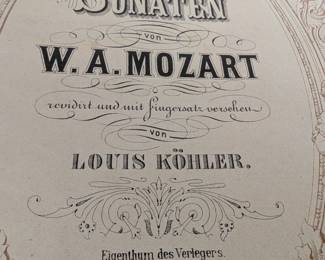 SONATEN
von
W. A. MOZART
revidirt und mit Fingersatz versehen
von
LOUIS KÖHLER.
Eigenthum des Verlegers.